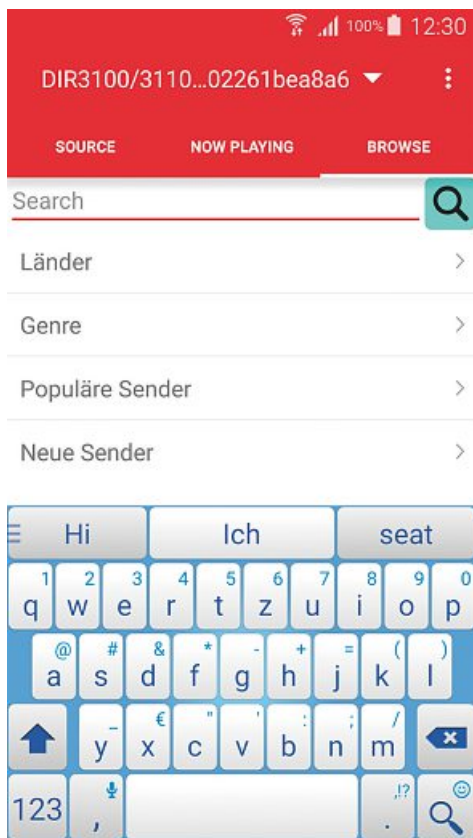 100% 12:30
DIR3100/3110...02261bea8a6
SOURCE NOW PLAYING BROWSE
Search
Länder
Genre
Populäre Sender
Neue Sender
Hi Ich seat
1 2 3 4 5 6 7 8 9 0
q w e r t z u i o p
@ # & * - + = ( )
a s d f g h j k l
_ € " ' : ; /
y x c v b n m
123 , ,!? .